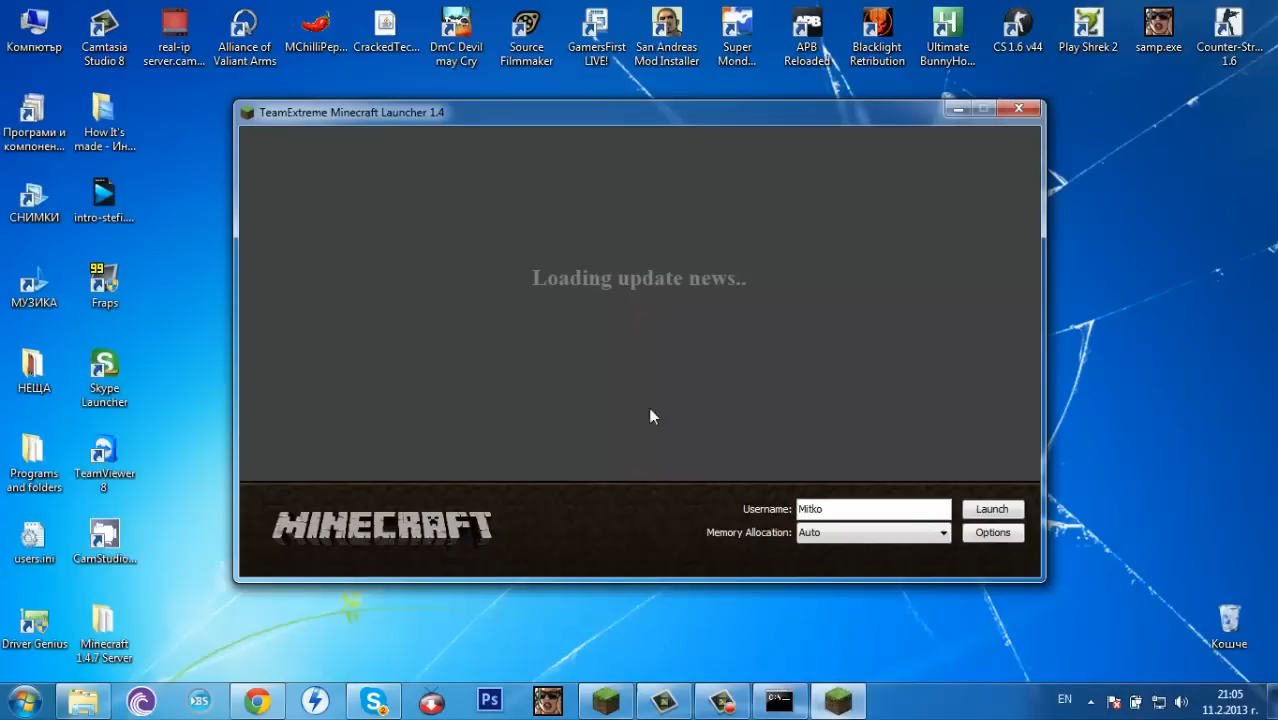 Компютър
Camtasia
Studio 8
real-ip
server.cam...
Alliance of
Valiant Arms
MChilliPep...
CrackedTec...
DmC Devil
may Cry
Source
Filmmaker
GamersFirst
LIVE!
San Andreas
Mod Installer
Super
Mond...
APB
Reloaded
Blacklight
Retribution
Ultimate
BunnyHo...
CS 1.6 v44
Play Shrek 2
samp.exe
Counter-Str...
1.6
Програми и
компонен...
How It's
made - Ин...
СНИМКИ
intro-stefi....
МУЗИКА
99
Fraps
НЕЩА
Skype
Launcher
Programs
and folders
TeamViewer
8
users.ini
CamStudio...
Driver Genius
Minecraft
1.4.7 Server
TeamExtreme Minecraft Launcher 1.4
Loading update news..
MINECRAFT
Username:
Mitko
Launch
Memory Allocation:
Auto
Options
Кошче
Ps
EN
21:05
11.2.2013 г.